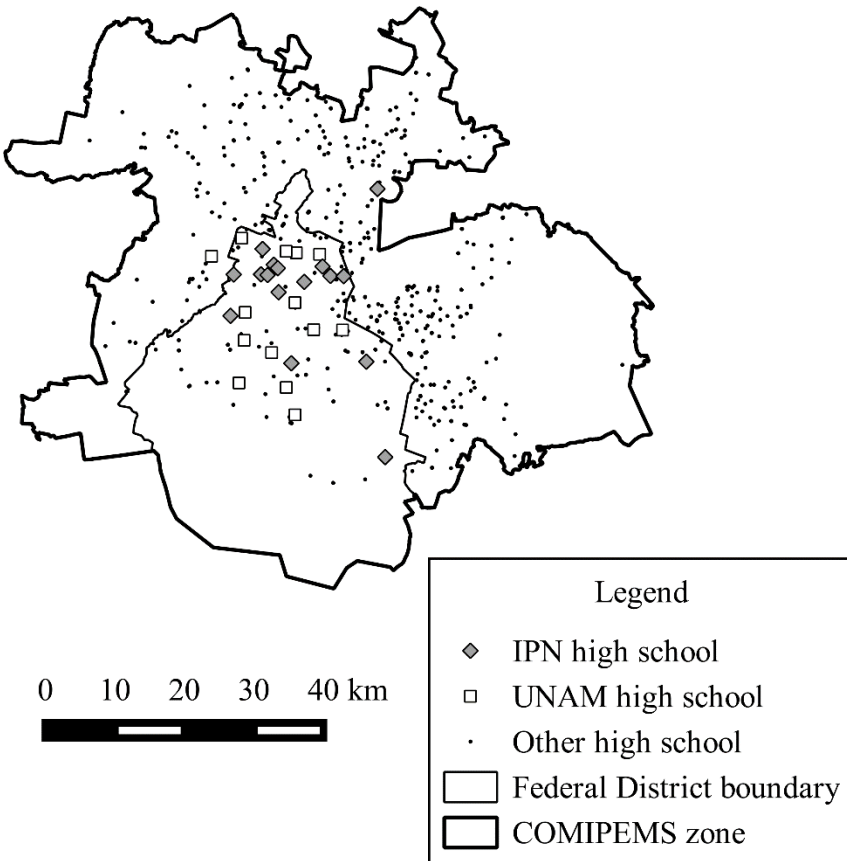 0 10 20 30 40 km
Legend
IPN high school
UNAM high school
Other high school
Federal District boundary
COMIPEMS zone